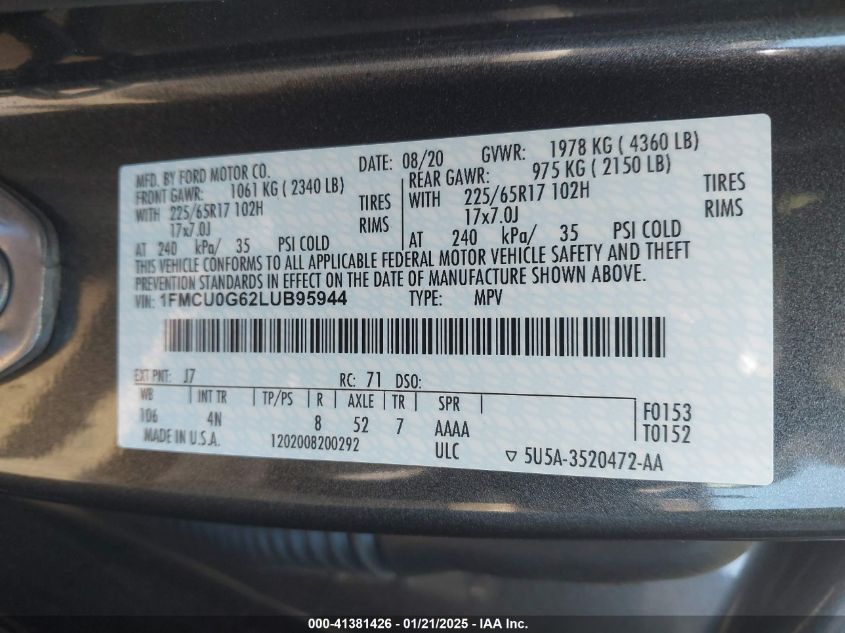 MFD. BY FORD MOTOR CO. DATE: 08/20 GVWR: 1978 KG ( 4360 LB)
FRONT GAWR: 1061 KG ( 2340 LB) REAR GAWR: 975 KG ( 2150 LB)
WITH 225/65R17 102H TIRES WITH 225/65R17 102H TIRES
17x7.0J RIMS 17x7.0J RIMS
AT 240 kPa/ 35 PSI COLD AT 240 kPa/ 35 PSI COLD
THIS VEHICLE CONFORMS TO ALL APPLICABLE FEDERAL MOTOR VEHICLE SAFETY AND THEFT
PREVENTION STANDARDS IN EFFECT ON THE DATE OF MANUFACTURE SHOWN ABOVE.
VIN: 1FMCU0G62LUB95944 TYPE: MPV
EXT PNT: J7 RC: 71 DSO:
WB INT TR TP/PS R AXLE TR SPR F0153
106 4N 8 52 7 AAAA T0152
MADE IN U.S.A. 1202008200292 ULC ▽ 5U5A-3520472-AA
000-41381426 - 01/21/2025 - IAA Inc.